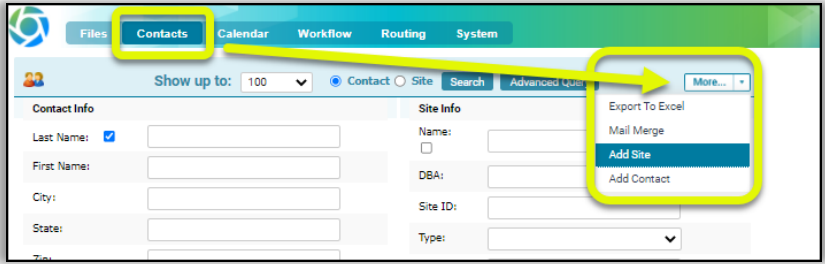 Files Contacts Calendar Workflow Routing System
Show up to: 100 Contact Site Search Advanced Query More...
Contact Info
Last Name:
First Name:
City:
State:
Zip:
Site Info
Name:
DBA:
Site ID:
Type:
Export To Excel
Mail Merge
Add Site
Add Contact